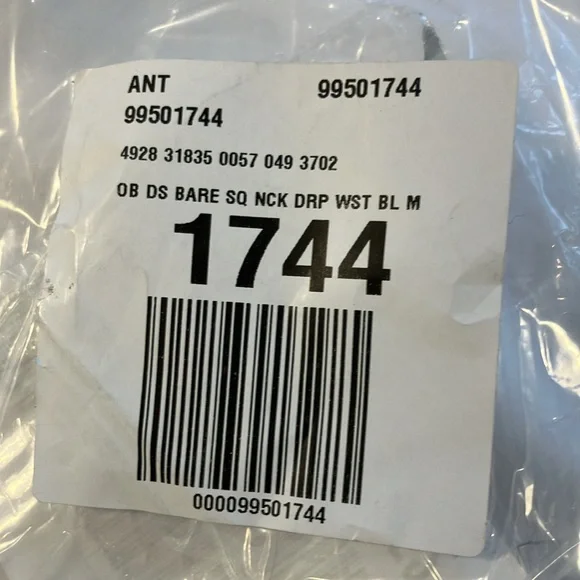 ANT 99501744
99501744
4928 31835 0057 049 3702
OB DS BARE SQ NCK DRP WST BL M
1744
000099501744